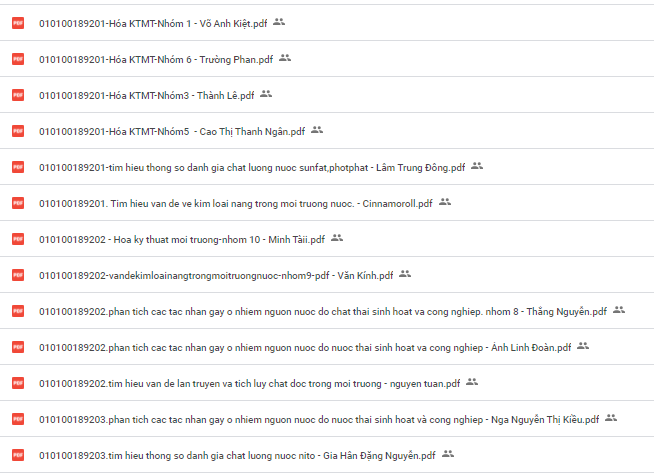 010100189201-Hóa KTMT-Nhóm 1 - Võ Anh Kiệt.pdf
010100189201-Hóa KTMT-Nhóm 6 - Trường Phan.pdf
010100189201-Hóa KTMT-Nhóm3 - Thành Lê.pdf
010100189201-Hóa KTMT-Nhóm5 - Cao Thị Thanh Ngân.pdf
010100189201-tim hieu thong so danh gia chat luong nuoc sunfat,photphat - Lâm Trung Đông.pdf
010100189201. Tim hieu van de ve kim loai nang trong moi truong nuoc. - Cinnamoroll.pdf
010100189202 - Hoa ky thuat moi truong-nhom 10 - Minh Tàii.pdf
010100189202-vandekimloainangtrongmoitruongnuoc-nhom9-pdf - Văn Kính.pdf
010100189202.phan tich cac tac nhan gay o nhiem nguon nuoc do chat thai sinh hoat va cong nghiep. nhom 8 - Thắng Nguyễn.pdf
010100189202.phan tich cac tac nhan gay o nhiem nguon nuoc do nuoc thai sinh hoat va cong nghiep - Ánh Linh Đoàn.pdf
010100189202.tim hieu van de lan truyen va tich luy chat doc trong moi truong - nguyen tuan.pdf
010100189203.phan tich cac tac nhan gay o nhiem nguon nuoc do nuoc thai sinh hoat và cong nghiep - Nga Nguyễn Thị Kiều.pdf
010100189203.tim hieu thong so danh gia chat luong nuoc nito - Gia Hân Đặng Nguyễn.pdf